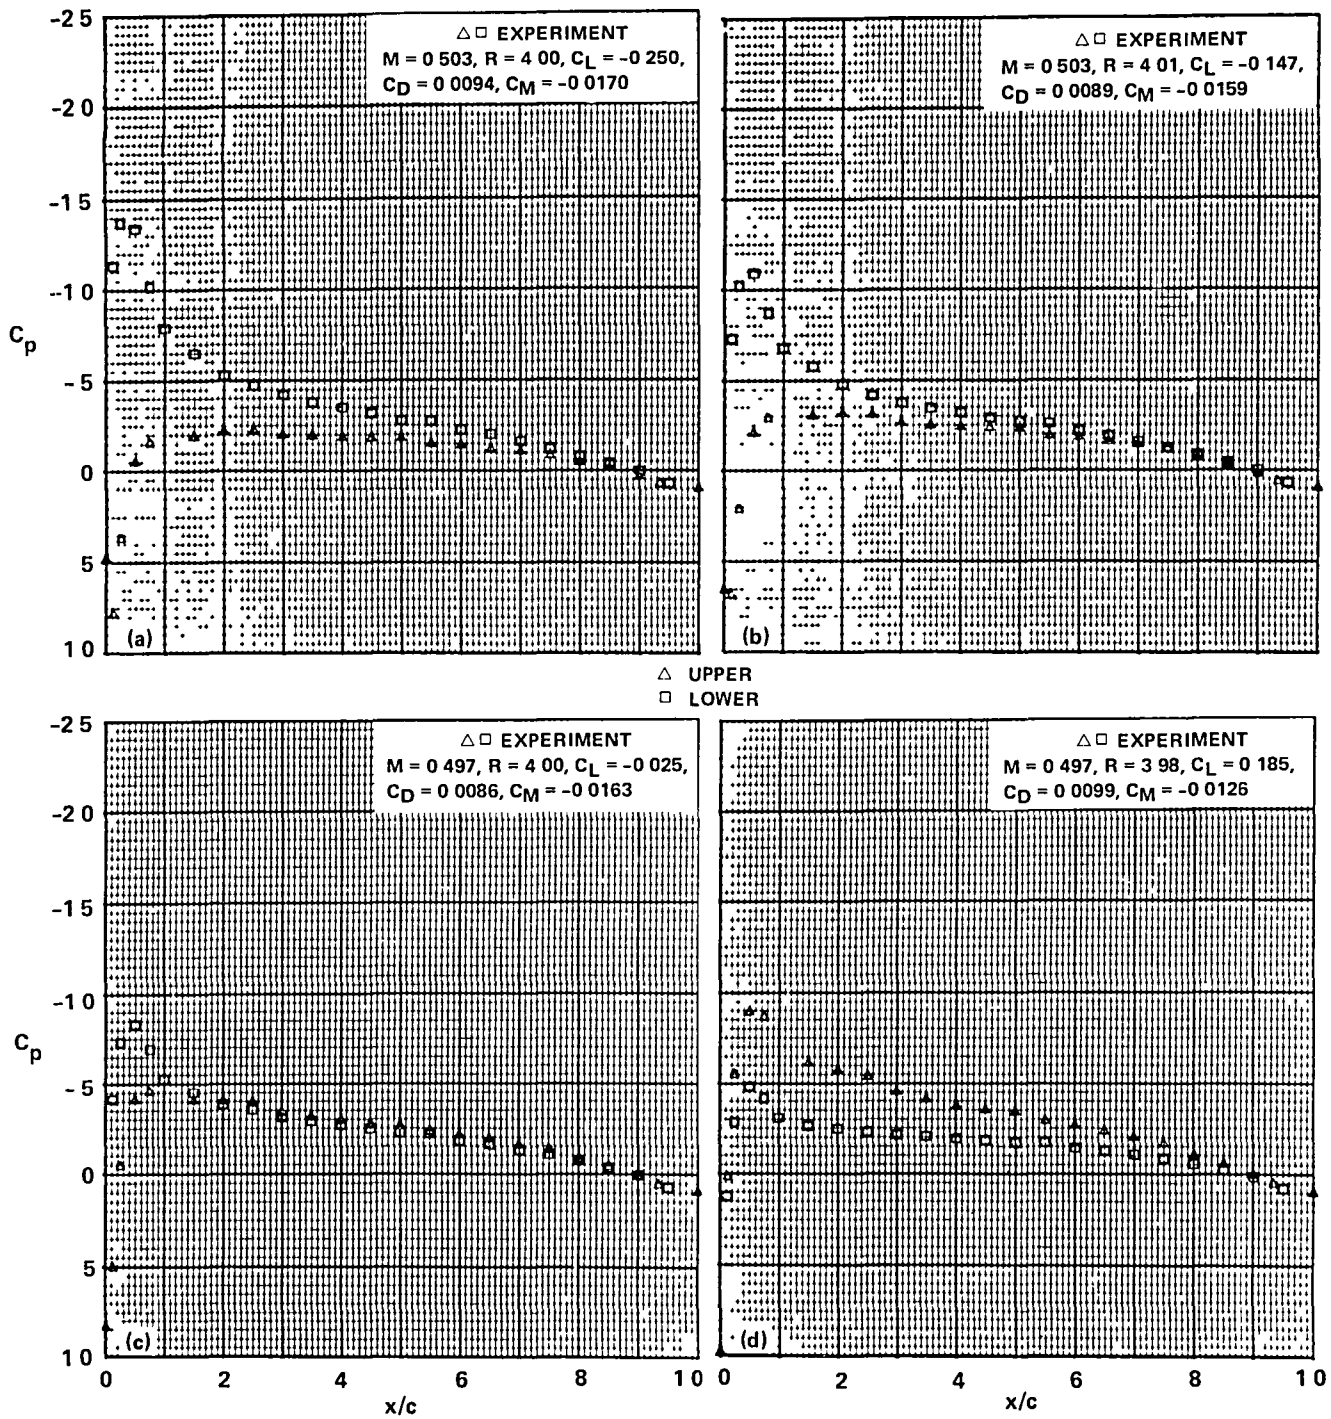 △ □ EXPERIMENT
M = 0 503, R = 4 00, CL = -0 250,
CD = 0 0094, CM = -0 0170
△ □ EXPERIMENT
M = 0 503, R = 4 01, CL = -0 147,
CD = 0 0089, CM = -0 0159
-2 5
-2 0
-1 5
-1 0
- 5
0
5
1 0
Cp
(a)
(b)
△ UPPER
□ LOWER
△ □ EXPERIMENT
M = 0 497, R = 4 00, CL = -0 025,
CD = 0 0086, CM = -0 0163
△ □ EXPERIMENT
M = 0 497, R = 3 98, CL = 0 185,
CD = 0 0099, CM = -0 0126
-2 5
-2 0
-1 5
-1 0
- 5
0
5
1 0
Cp
(c)
(d)
0 2 4 6 8 1 0
0 2 4 6 8 1 0
x/c
x/c